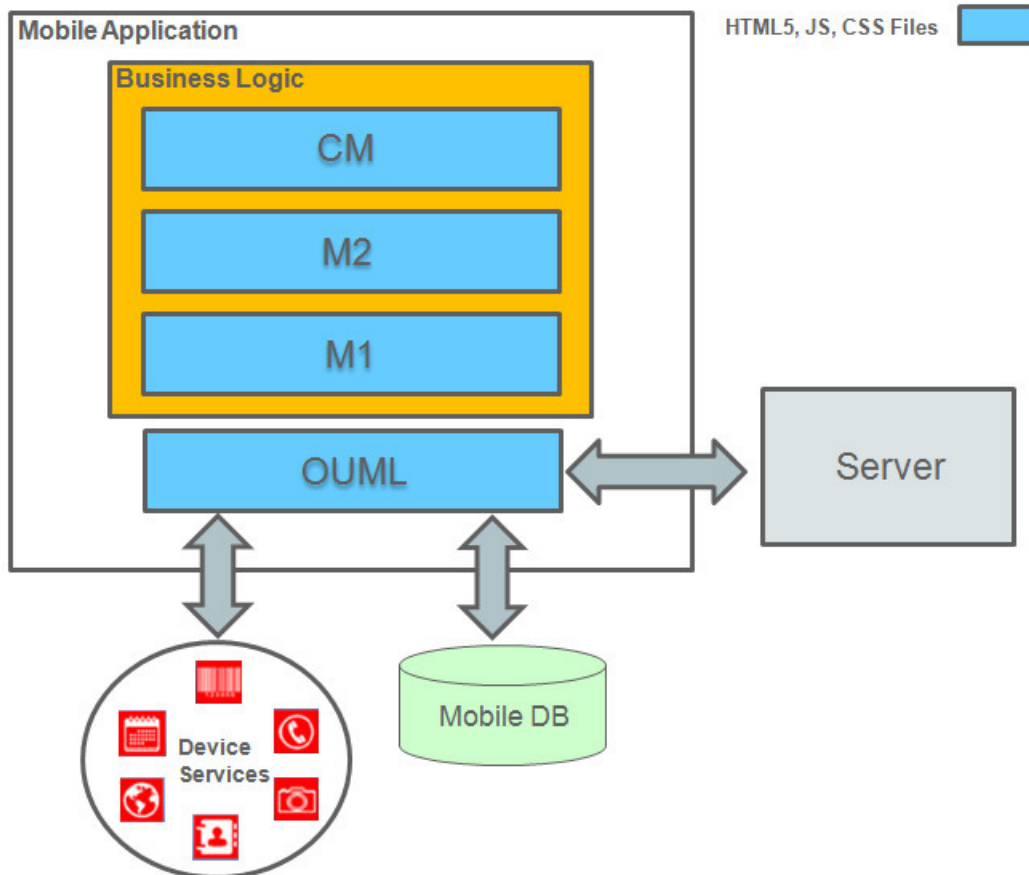 Mobile Application
HTML5, JS, CSS Files
Business Logic
CM
M2
M1
OUML
Server
Device
Services
Mobile DB